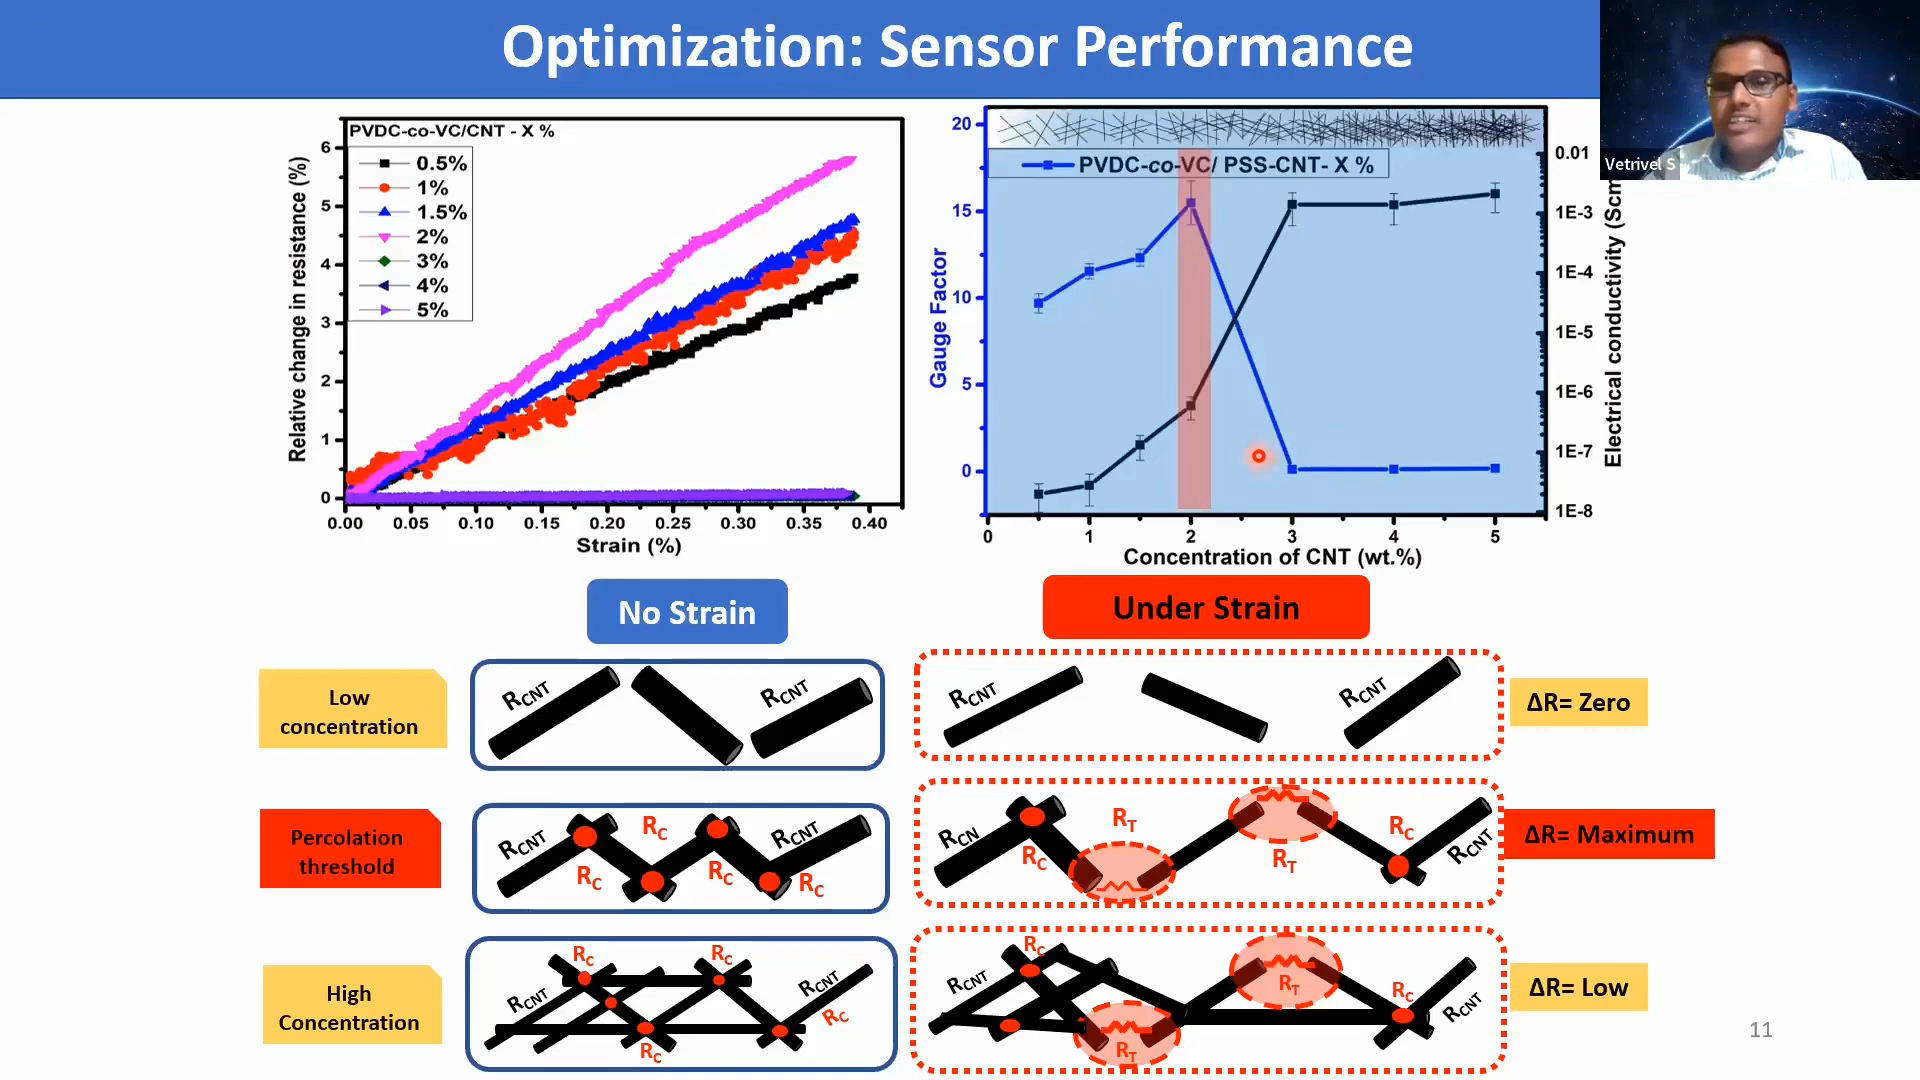 Optimization: Sensor Performance
Vetrivel S
PVDC-co-VC/CNT - X %
0.5%
1%
1.5%
2%
3%
4%
5%
Relative change in resistance (%)
6
5
4
3
2
1
0
0.00 0.05 0.10 0.15 0.20 0.25 0.30 0.35 0.40
Strain (%)
PVDC-co-VC/ PSS-CNT- X %
Gauge Factor
20
15
10
5
0
0 1 2 3 4 5
Concentration of CNT (wt.%)
0.01
1E-3
1E-4
1E-5
1E-6
1E-7
1E-8
Electrical conductivity (Scm
No Strain
Under Strain
Low
concentration
RCNT RCNT
RCNT RCNT
ΔR= Zero
Percolation
threshold
RCNT RC RCNT
RC RC RC
RCN RT RC RCNT
RC RT
ΔR= Maximum
High
Concentration
RC RC
RCNT RCNT
RC RC
RC
RCNT RT RC RCNT
RT
ΔR= Low
11